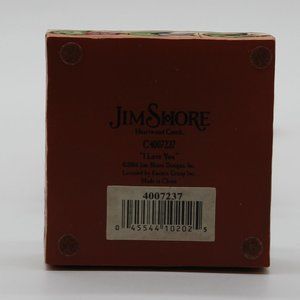 JIM SHORE
Heartwood Creek
C4007237
"I Love You"
©2006 Jim Shore Designs, Inc.
Licensed by Enesco Group Inc.
Made in China
4007237
0 45544 10202 5